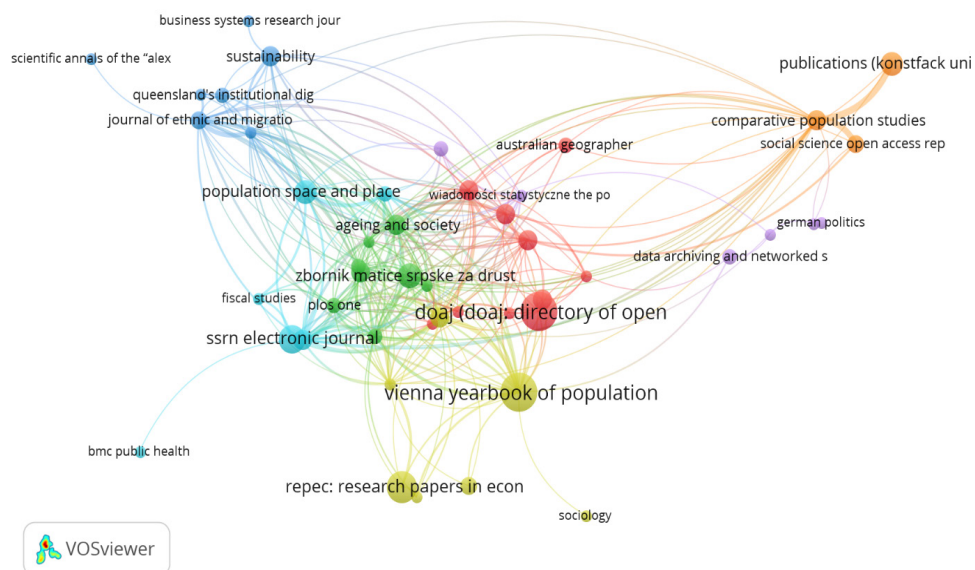 business systems research jour
scientific annals of the “alex
sustainability
publications (konstfack uni
queensland's institutional dig
journal of ethnic and migratio
comparative population studies
australian geographer
social science open access rep
population space and place
wiadomości statystyczne the po
ageing and society
german politics
data archiving and networked s
zbornik matice srpske za drust
fiscal studies
plos one
doaj (doaj: directory of open
ssrn electronic journal
vienna yearbook of population
bmc public health
repec: research papers in econ
sociology
VOSviewer